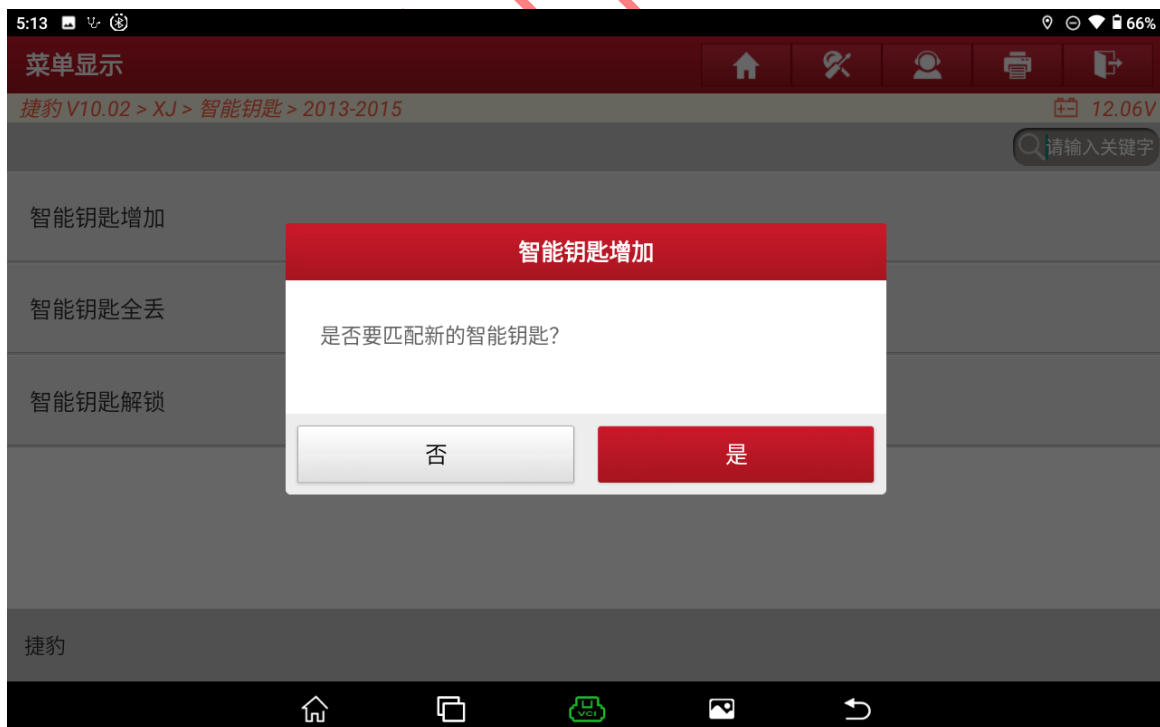 5:13
66%
菜单显示
捷豹 V10.02 > XJ > 智能钥匙 > 2013-2015
12.06V
请输入关键字
智能钥匙增加
智能钥匙增加
智能钥匙全丢
是否要匹配新的智能钥匙?
智能钥匙解锁
否
是
捷豹
VCI